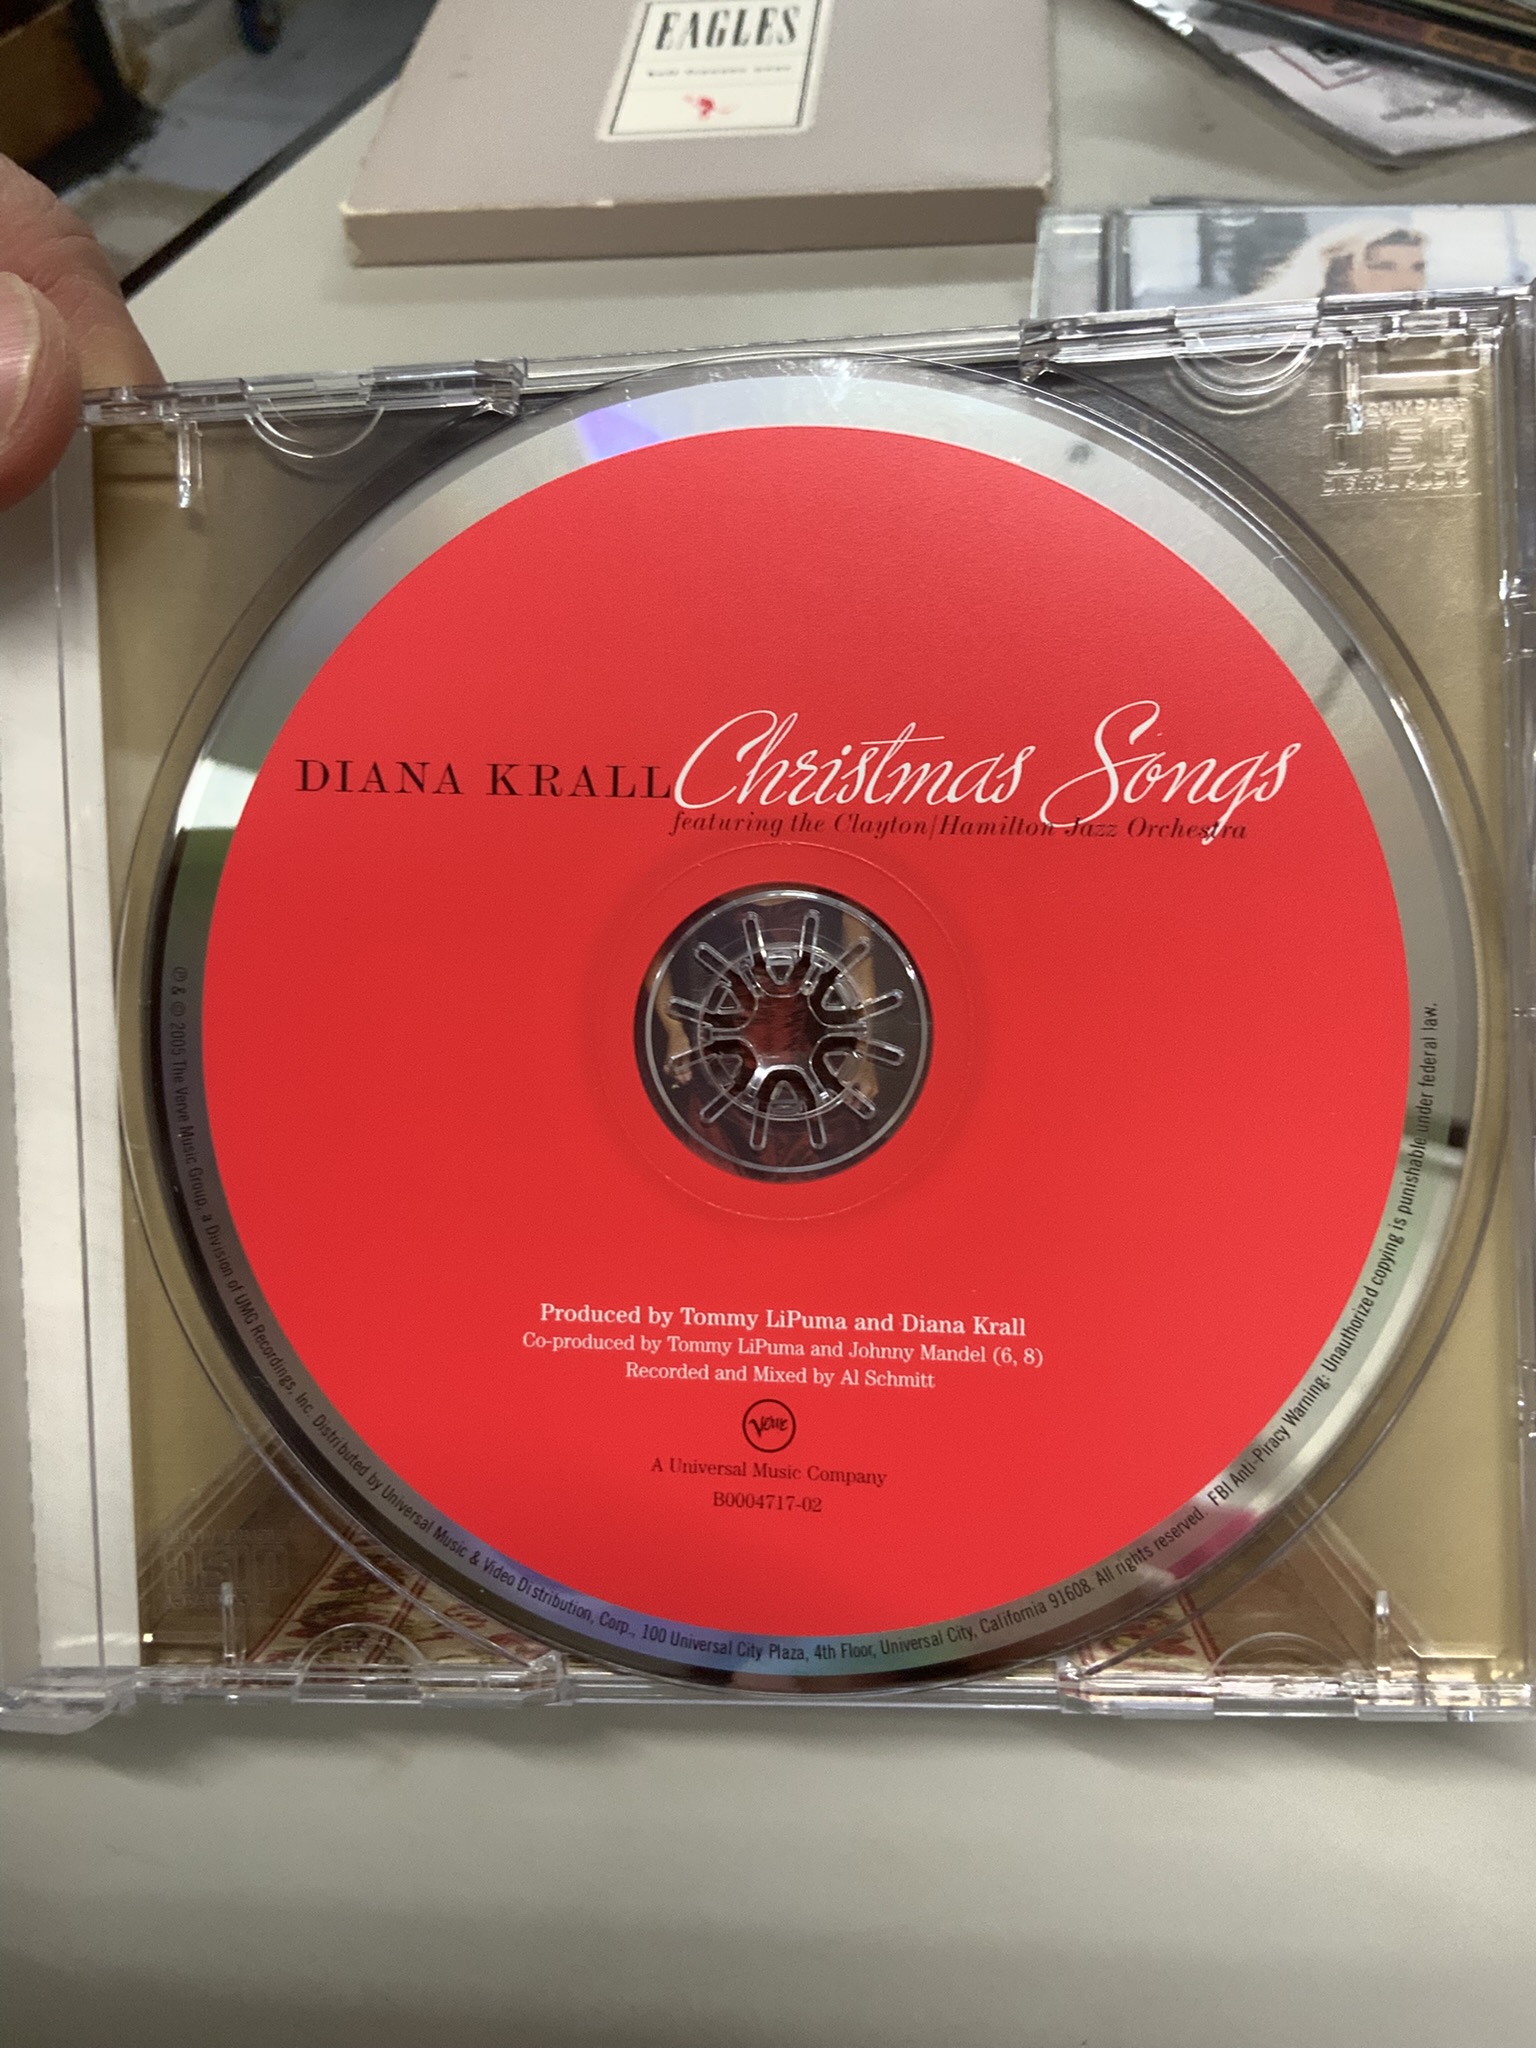 EAGLES
COMPACT
disc
DIGITAL AUDIO
DIANA KRALL Christmas Songs
featuring the Clayton/Hamilton Jazz Orchestra
Produced by Tommy LiPuma and Diana Krall
Co-produced by Tommy LiPuma and Johnny Mandel (6, 8)
Recorded and Mixed by Al Schmitt
Verve
A Universal Music Company
B0004717-02
℗ & © 2005 The Verve Music Group, a Division of UMG Recordings, Inc. Distributed by Universal Music & Video Distribution, Corp., 100 Universal City Plaza, 4th Floor, Universal City, California 91608. All rights reserved. FBI Anti-Piracy Warning: Unauthorized copying is punishable under federal law.